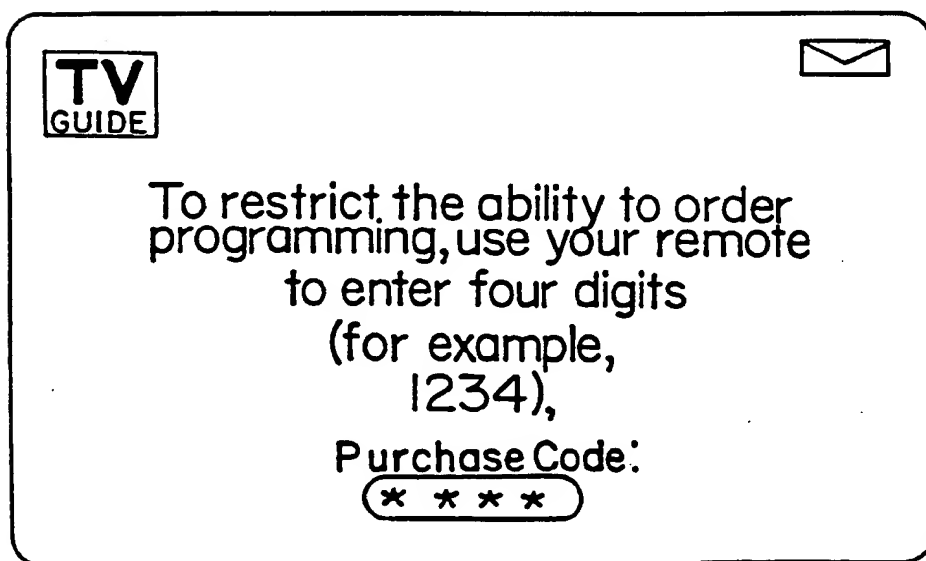 TV
GUIDE
To restrict the ability to order
programming, use your remote
to enter four digits
(for example,
1234),
Purchase Code:
* * * *